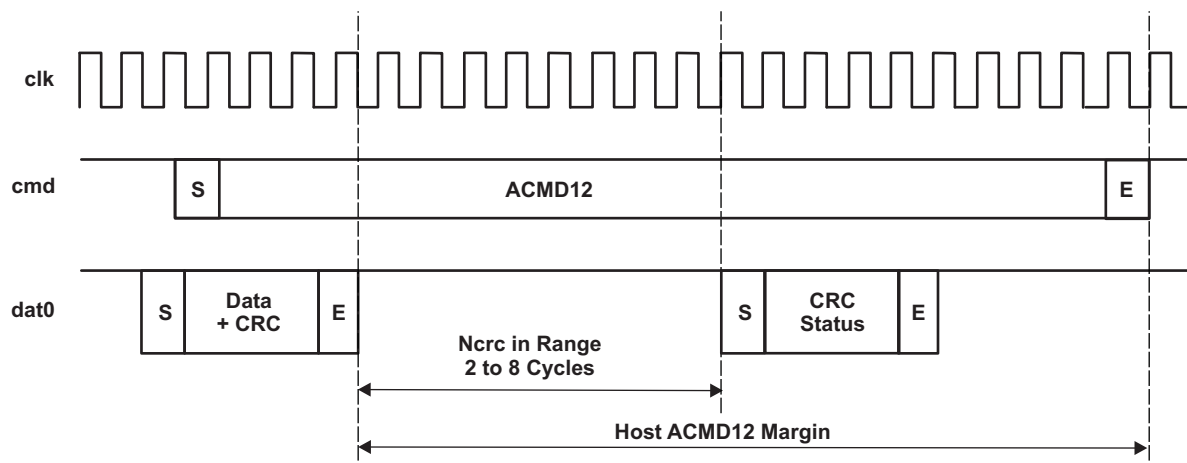 clk
cmd
S
ACMD12
E
dat0
S
Data
+ CRC
E
S
CRC
Status
E
Ncrc in Range
2 to 8 Cycles
Host ACMD12 Margin